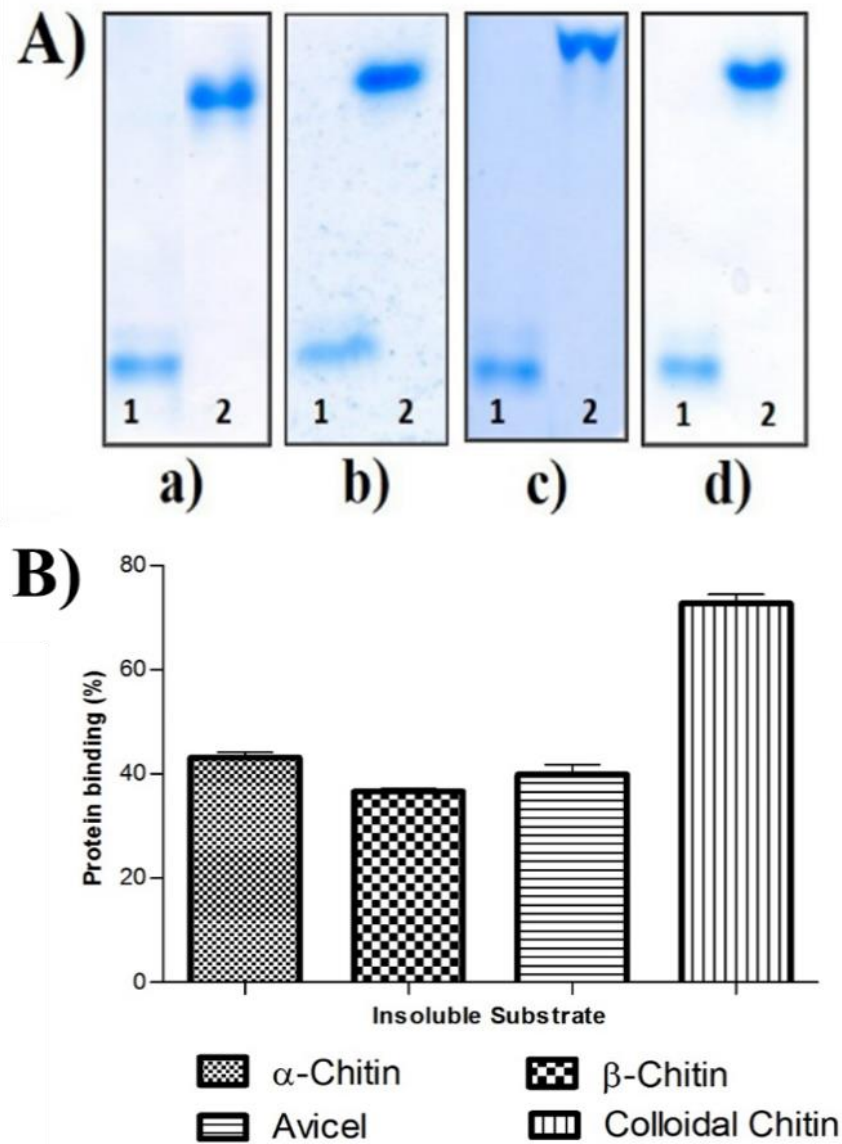 A)
1 2 1 2 1 2 1 2
a) b) c) d)
B)
80
60
40
20
0
Protein binding (%)
Insoluble Substrate
α-Chitin β-Chitin
Avicel Colloidal Chitin